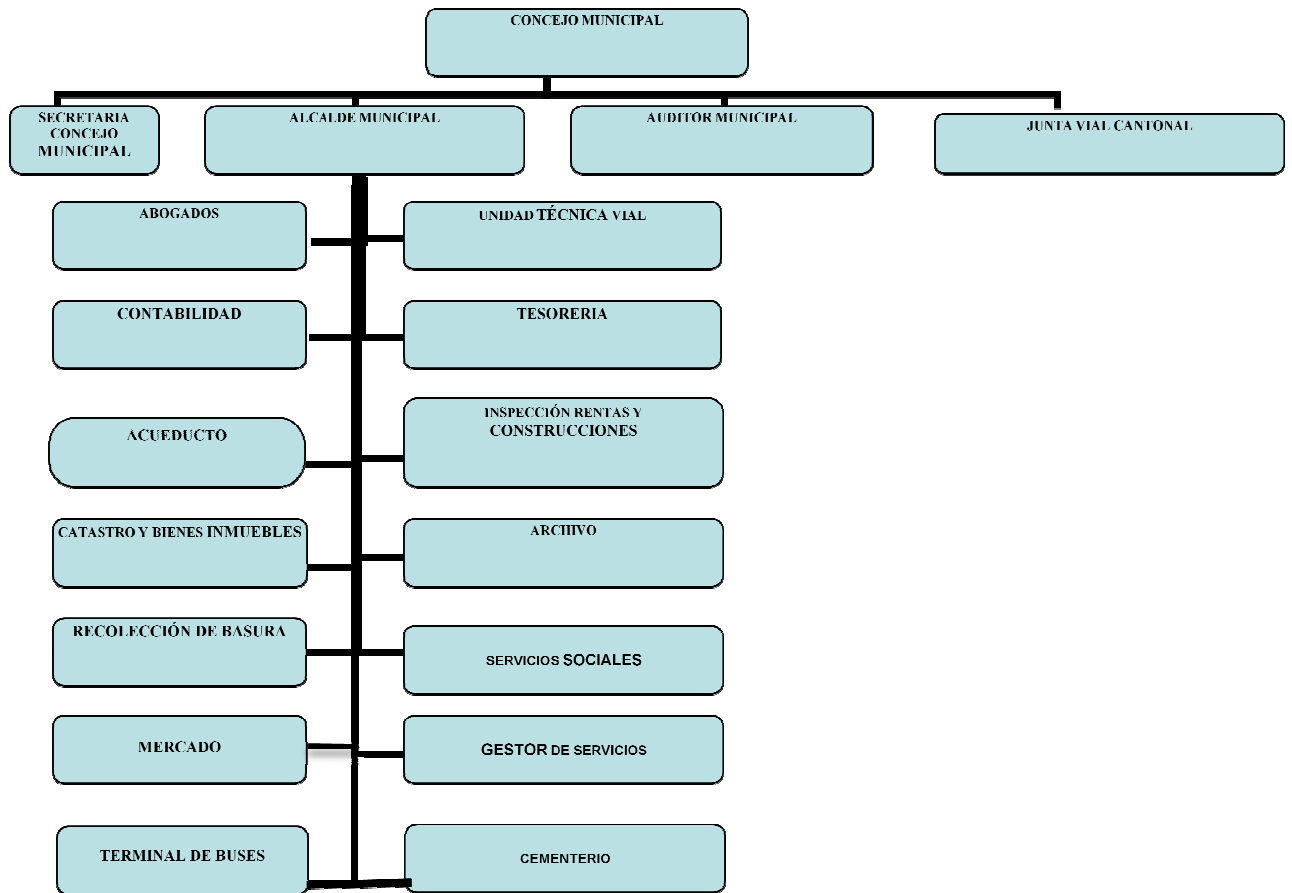 CONCEJO MUNICIPAL
SECRETARIA
CONCEJO
MUNICIPAL
ALCALDE MUNICIPAL
AUDITOR MUNICIPAL
JUNTA VIAL CANTONAL
ABOGADOS
UNIDAD TÉCNICA VIAL
CONTABILIDAD
TESORERIA
ACUEDUCTO
INSPECCIÓN RENTAS Y
CONSTRUCCIONES
CATASTRO Y BIENES INMUEBLES
ARCHIVO
RECOLECCIÓN DE BASURA
SERVICIOS SOCIALES
MERCADO
GESTOR DE SERVICIOS
TERMINAL DE BUSES
CEMENTERIO